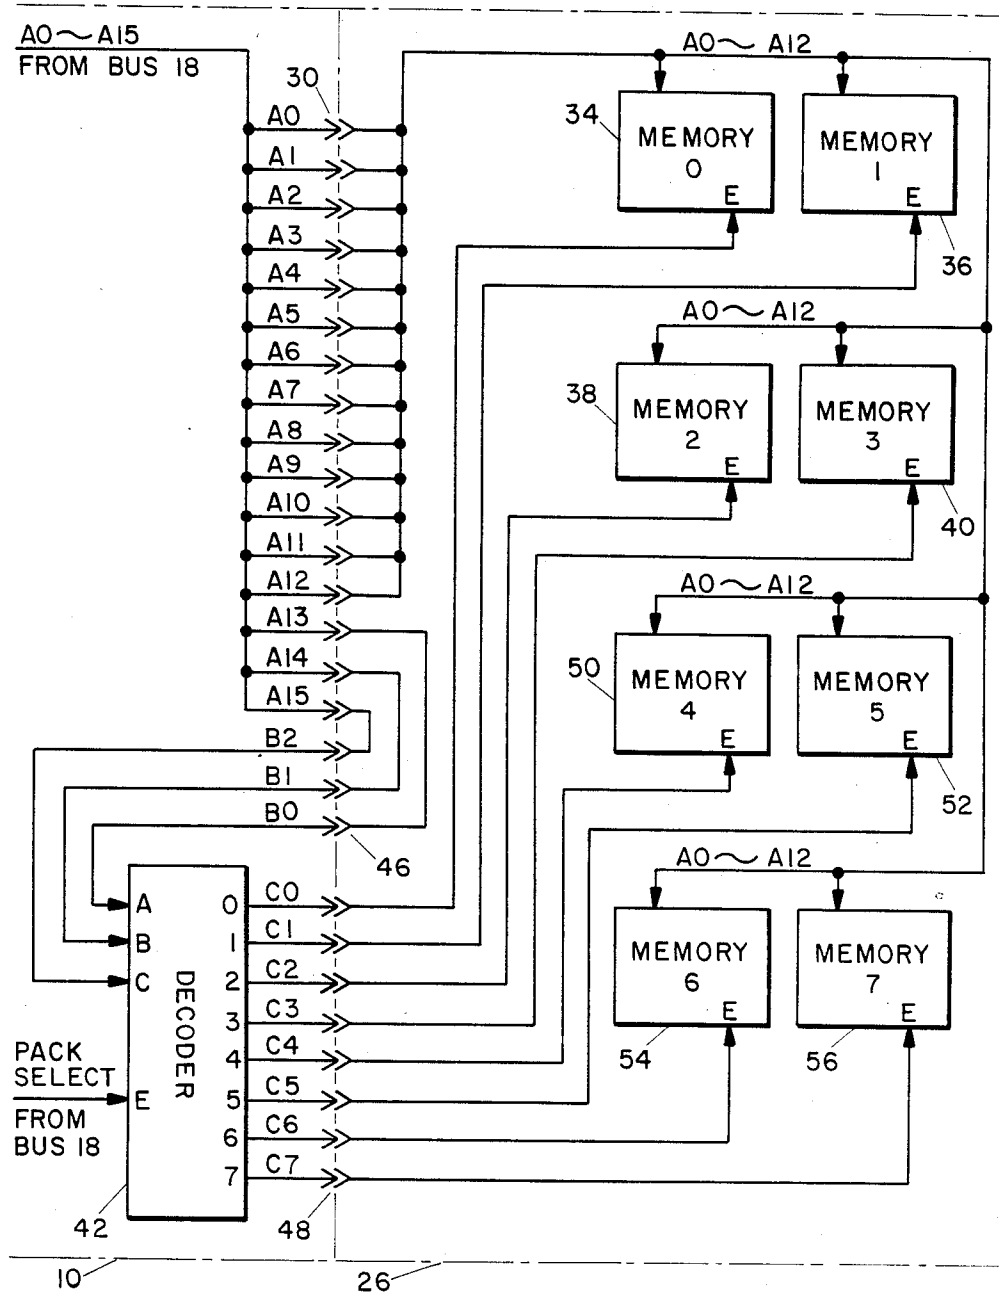 A0~A15
FROM BUS 18
30
A0
A1
A2
A3
A4
A5
A6
A7
A8
A9
A10
A11
A12
A13
A14
A15
B2
B1
B0
46
A0~A12
34
MEMORY
0
E
MEMORY
1
E
36
A0~A12
38
MEMORY
2
E
MEMORY
3
E
40
A0~A12
50
MEMORY
4
E
MEMORY
5
E
52
A0~A12
MEMORY
6
E
54
MEMORY
7
E
56
A
B
C
E
DECODER
0
1
2
3
4
5
6
7
C0
C1
C2
C3
C4
C5
C6
C7
PACK
SELECT
FROM
BUS 18
42
48
10
26